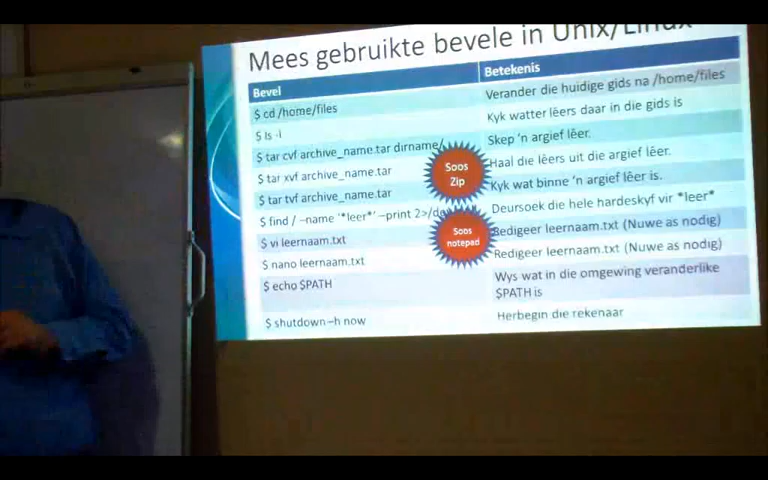 Mees gebruikte bevele in Unix/Linux
Bevel Betekenis
$ cd /home/files Verander die huidige gids na /home/files
$ ls -l Kyk watter lêers daar in die gids is
$ tar cvf archive_name.tar dirname/ Skep 'n argief lêer.
$ tar xvf archive_name.tar Haal die lêers uit die argief lêer.
$ tar tvf archive_name.tar Kyk wat binne 'n argief lêer is.
$ find / –name '*leer*' –print 2>/de Deursoek die hele hardeskyf vir *leer*
$ vi leernaam.txt Redigeer leernaam.txt (Nuwe as nodig)
$ nano leernaam.txt Redigeer leernaam.txt (Nuwe as nodig)
$ echo $PATH Wys wat in die omgewing veranderlike
$PATH is
$ shutdown –h now Herbegin die rekenaar
Soos
Zip
Soos
notepad